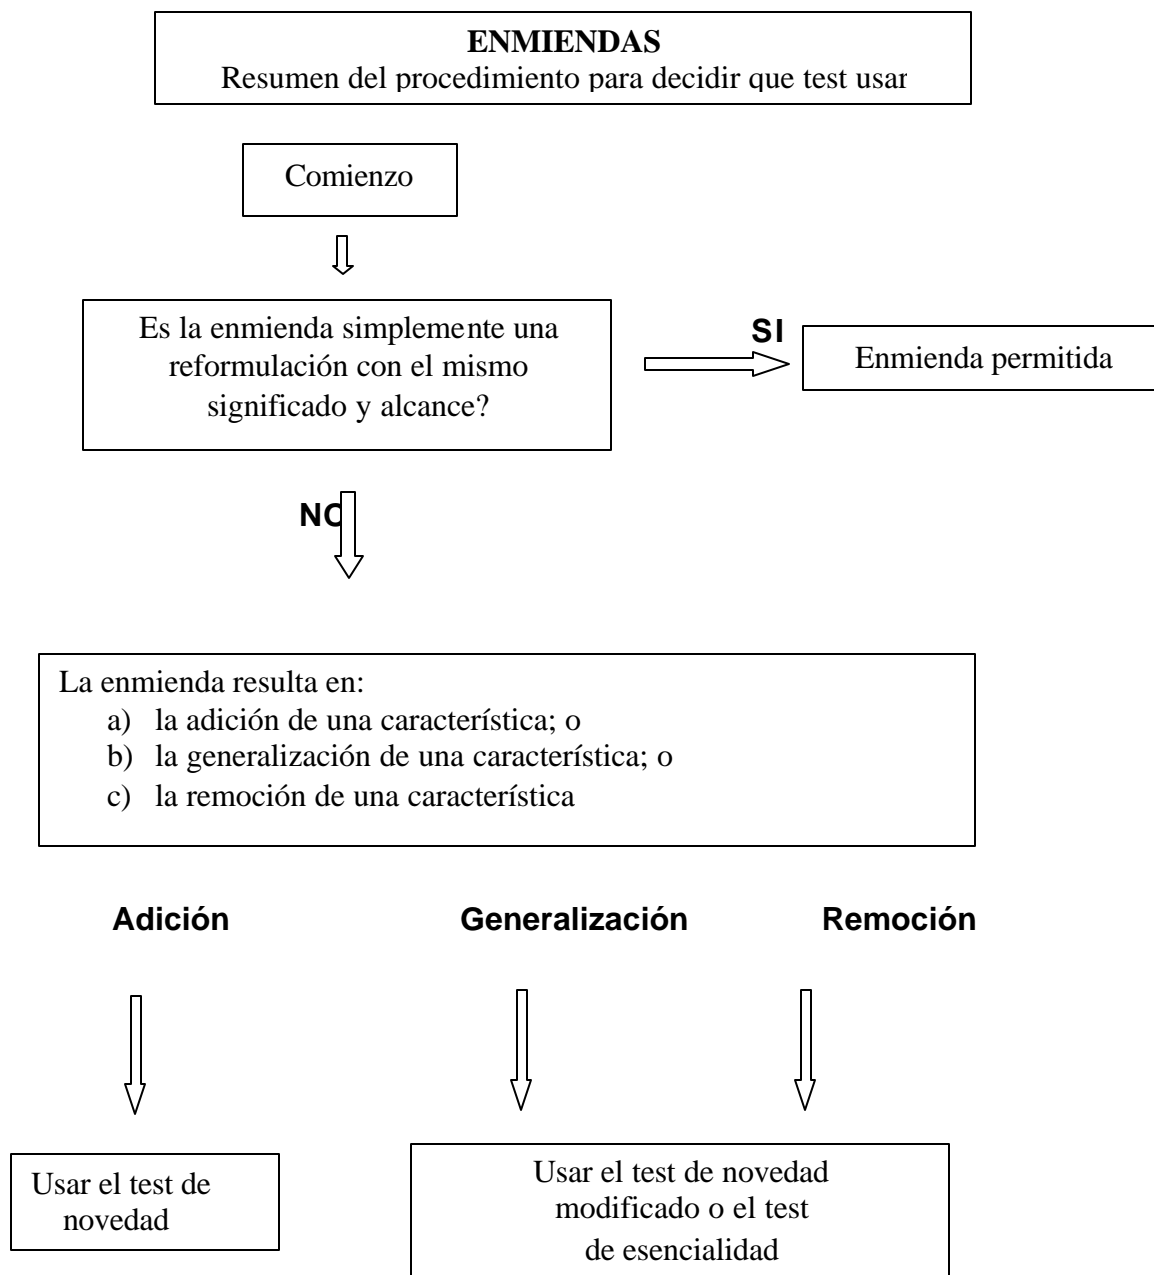 ENMIENDAS
Resumen del procedimiento para decidir que test usar
Comienzo
Es la enmienda simplemente una
reformulación con el mismo
significado y alcance?
SI
Enmienda permitida
NO
La enmienda resulta en:
a) la adición de una característica; o
b) la generalización de una característica; o
c) la remoción de una característica
Adición
Generalización
Remoción
Usar el test de
novedad
Usar el test de novedad
modificado o el test
de esencialidad